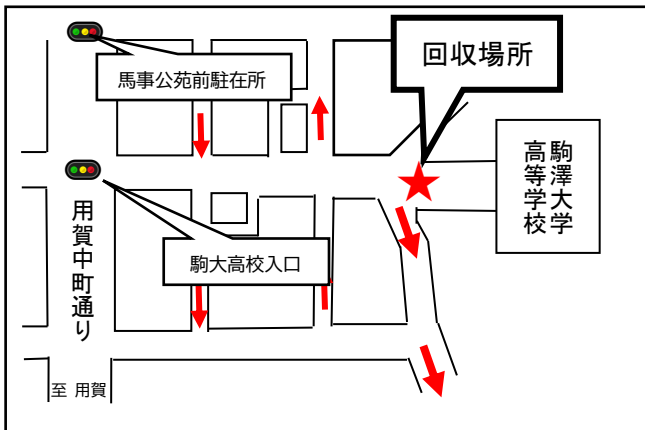 回収場所
馬事公苑前駐在所
駒澤大学
高等学校
用賀中町通り
駒大高校入口
至 用賀